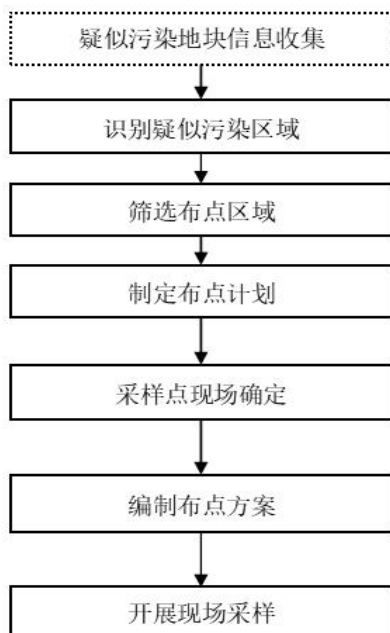 疑似污染地块信息收集
识别疑似污染区域
筛选布点区域
制定布点计划
采样点现场确定
编制布点方案
开展现场采样